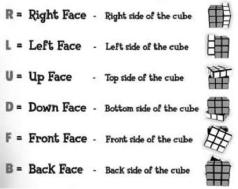 R = Right Face - Right side of the cube
L = Left Face - Left side of the cube
U = Up Face - Top side of the cube
D = Down Face - Bottom side of the cube
F = Front Face - Front side of the cube
B = Back Face - Back side of the cube